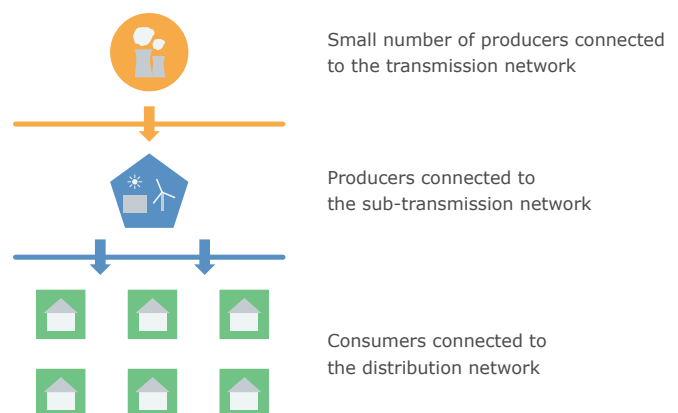 Small number of producers connected
to the transmission network
Producers connected to
the sub-transmission network
Consumers connected to
the distribution network